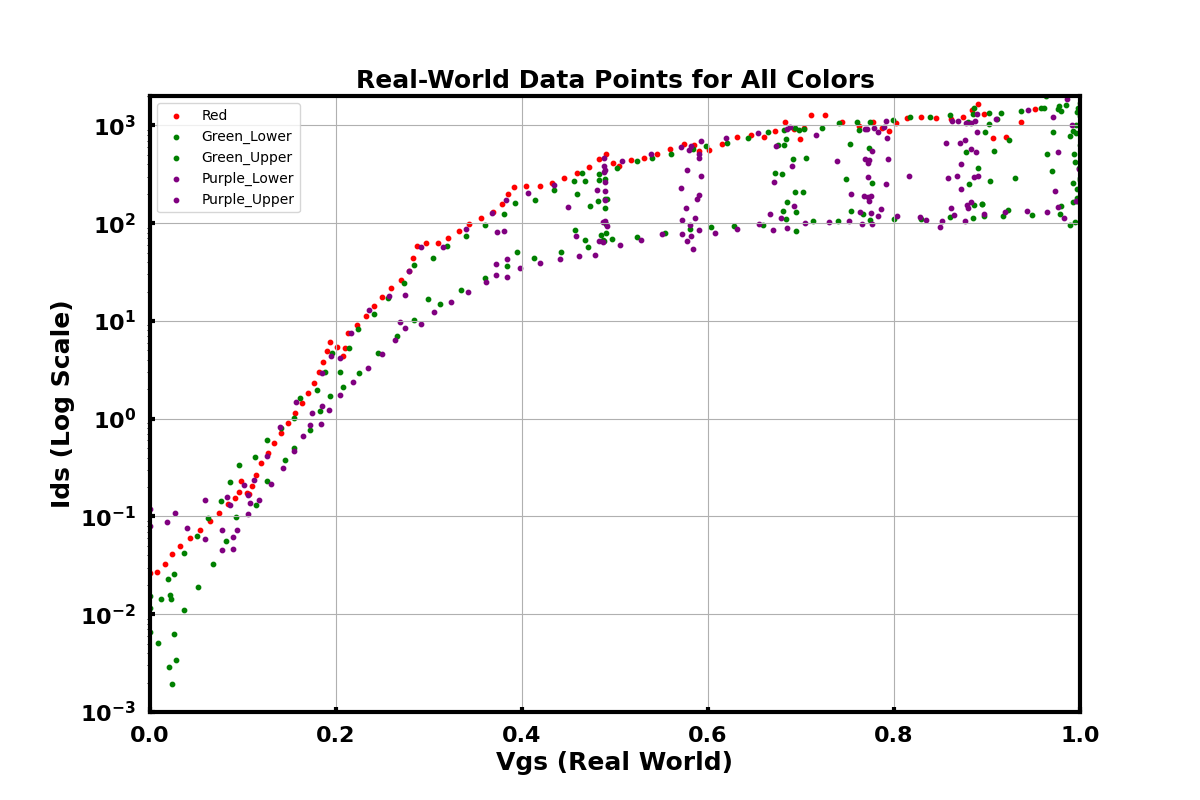 Real-World Data Points for All Colors
Red
Green_Lower
Green_Upper
Purple_Lower
Purple_Upper
Ids (Log Scale)
10³
10²
10¹
10⁰
10⁻¹
10⁻²
10⁻³
0.0 0.2 0.4 0.6 0.8 1.0
Vgs (Real World)